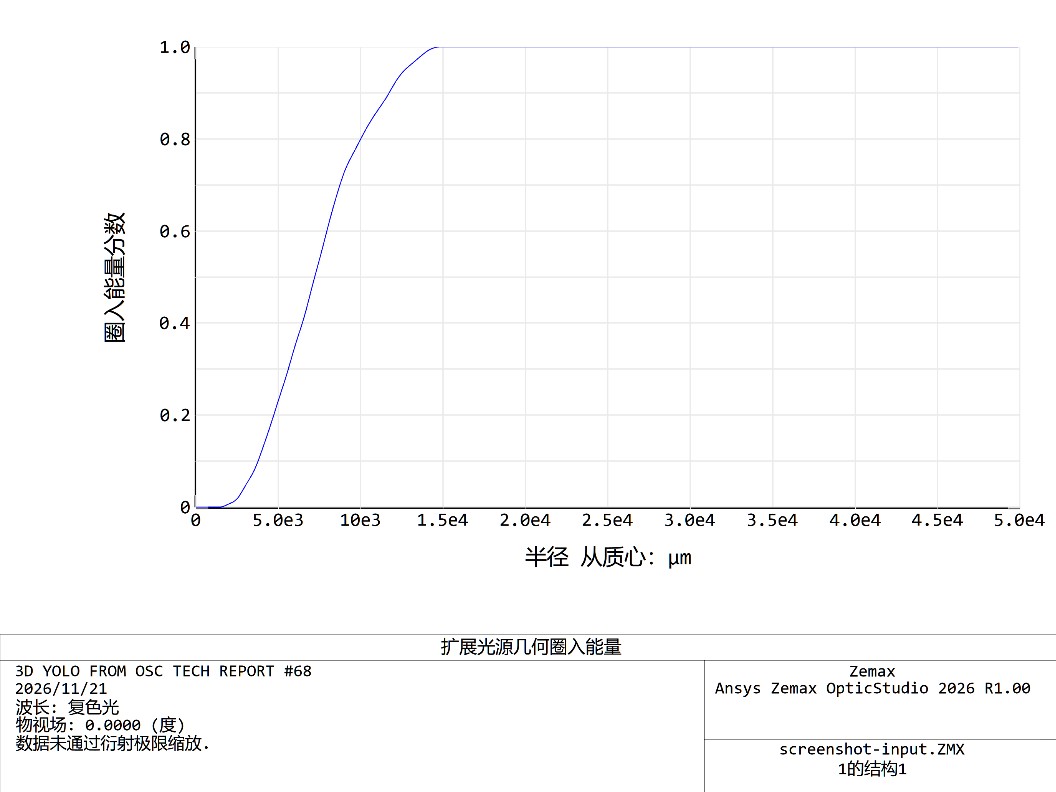 1.0
0.8
0.6
0.4
0.2
0
圈入能量分数
0 5.0e3 10e3 1.5e4 2.0e4 2.5e4 3.0e4 3.5e4 4.0e4 4.5e4 5.0e4
半径 从质心: µm
扩展光源几何圈入能量
3D YOLO FROM OSC TECH REPORT #68
2026/11/21
波长: 复色光
物视场: 0.0000 (度)
数据未通过衍射极限缩放.
Zemax
Ansys Zemax OpticStudio 2026 R1.00
screenshot-input.ZMX
1的结构1